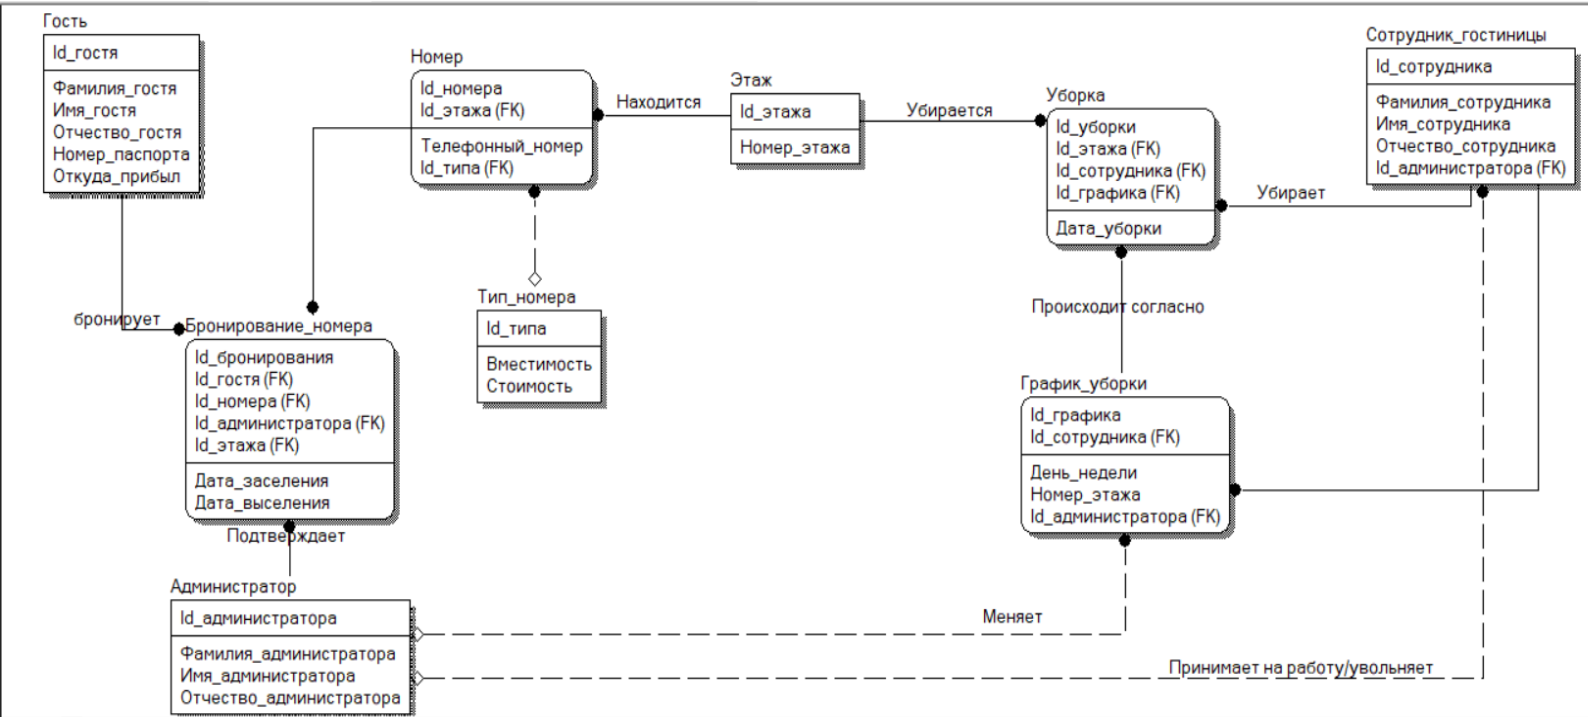 Гость
Id_гостя
Фамилия_гостя
Имя_гостя
Отчество_гостя
Номер_паспорта
Откуда_прибыл
Номер
Id_номера
Id_этажа (FK)
Телефонный_номер
Id_типа (FK)
Находится
Этаж
Id_этажа
Номер_этажа
Убирается
Уборка
Id_уборки
Id_этажа (FK)
Id_сотрудника (FK)
Id_графика (FK)
Дата_уборки
Сотрудник_гостиницы
Id_сотрудника
Фамилия_сотрудника
Имя_сотрудника
Отчество_сотрудника
Id_администратора (FK)
Убирает
Тип_номера
Id_типа
Вместимость
Стоимость
Происходит согласно
бронирует
Бронирование_номера
Id_бронирования
Id_гостя (FK)
Id_номера (FK)
Id_администратора (FK)
Id_этажа (FK)
Дата_заселения
Дата_выселения
График_уборки
Id_графика
Id_сотрудника (FK)
День_недели
Номер_этажа
Id_администратора (FK)
Подтверждает
Администратор
Id_администратора
Фамилия_администратора
Имя_администратора
Отчество_администратора
Меняет
Принимает на работу/увольняет